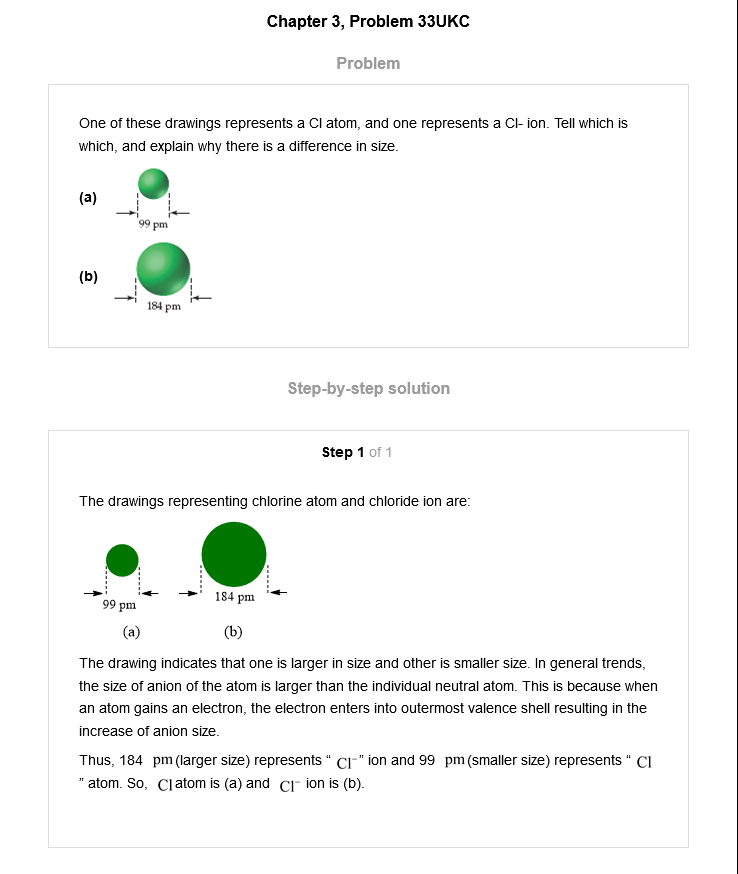 Chapter 3, Problem 33UKC
Problem
One of these drawings represents a Cl atom, and one represents a Cl- ion. Tell which is
which, and explain why there is a difference in size.
(a)
99 pm
(b)
184 pm
Step-by-step solution
Step 1 of 1
The drawings representing chlorine atom and chloride ion are:
99 pm
184 pm
(a)
(b)
The drawing indicates that one is larger in size and other is smaller size. In general trends,
the size of anion of the atom is larger than the individual neutral atom. This is because when
an atom gains an electron, the electron enters into outermost valence shell resulting in the
increase of anion size.
Thus, 184 pm (larger size) represents “ Cl⁻” ion and 99 pm (smaller size) represents “ Cl
” atom. So, Cl atom is (a) and Cl⁻ ion is (b).